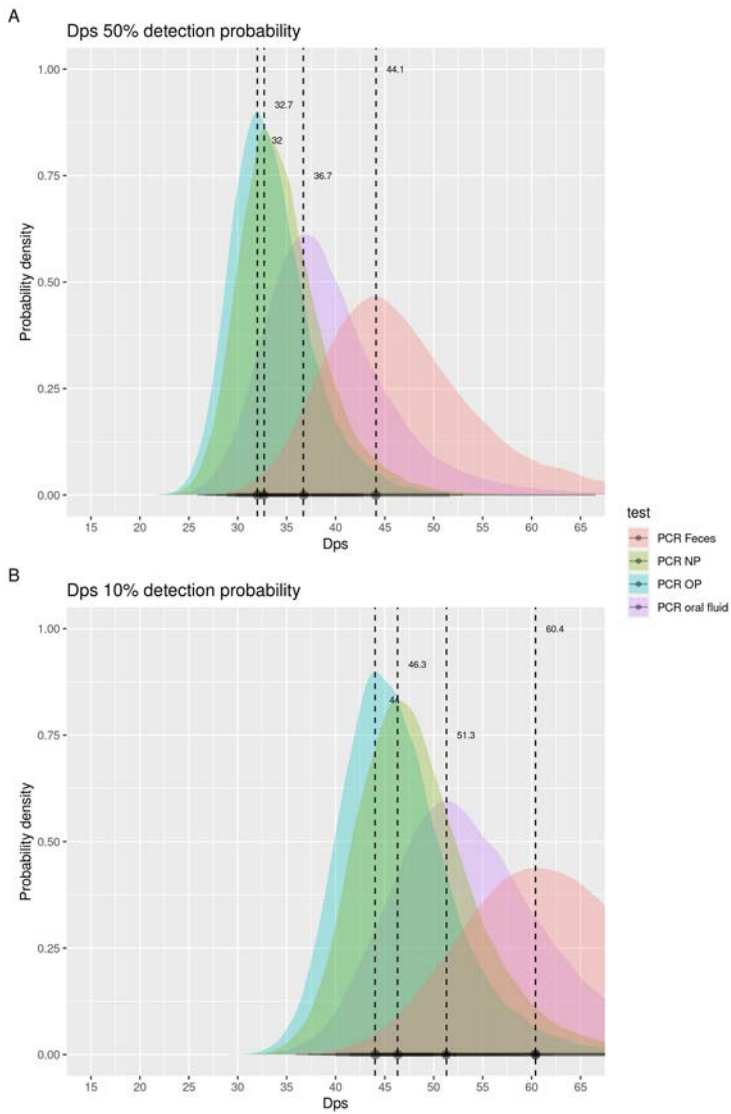 A
Dps 50% detection probability
1.00
0.75
0.50
0.25
0.00
Probability density
44.1
32.7
32
36.7
15 20 25 30 35 40 45 50 55 60 65
Dps
test
PCR Feces
PCR NP
PCR OP
PCR oral fluid
B
Dps 10% detection probability
1.00
0.75
0.50
0.25
0.00
Probability density
60.4
46.3
44
51.3
15 20 25 30 35 40 45 50 55 60 65
Dps